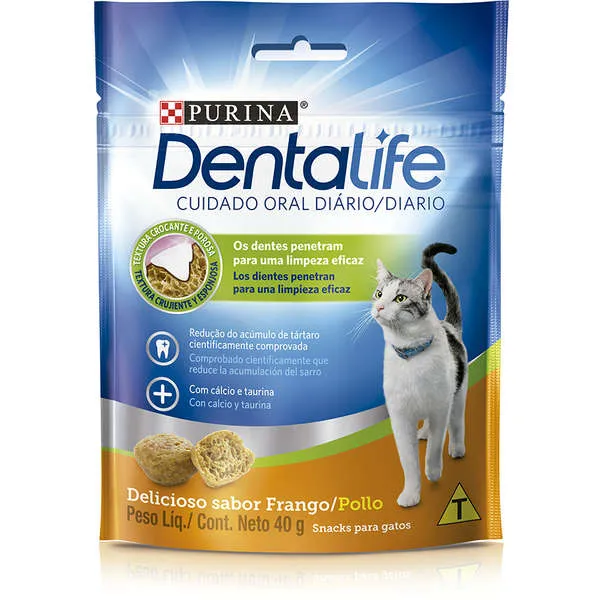 PURINA®
DentaLife
CUIDADO ORAL DIÁRIO/DIARIO
TEXTURA CROCANTE E POROSA
TEXTURA CRUJIENTE Y ESPONJOSA
Os dentes penetram
para uma limpeza eficaz
Los dientes penetran
para una limpieza eficaz
Redução do acúmulo de tártaro
cientificamente comprovada
Comprobado científicamente que
reduce la acumulación del sarro
Com cálcio e taurina
Con calcio y taurina
Delicioso sabor Frango/Pollo
Peso Líq./ Cont. Neto 40 g
Snacks para gatos
T